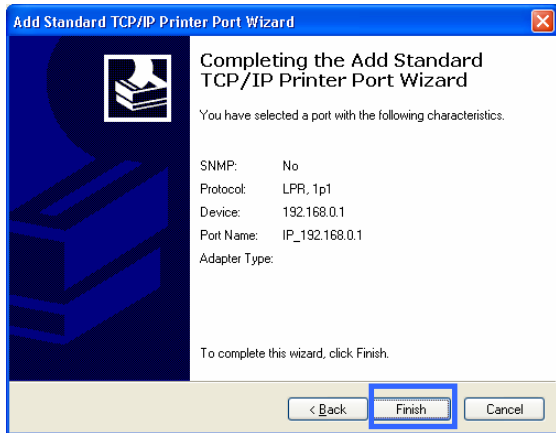 Add Standard TCP/IP Printer Port Wizard
Completing the Add Standard
TCP/IP Printer Port Wizard
You have selected a port with the following characteristics.
SNMP: No
Protocol: LPR, 1p1
Device: 192.168.0.1
Port Name: IP_192.168.0.1
Adapter Type:
To complete this wizard, click Finish.
< Back Finish Cancel